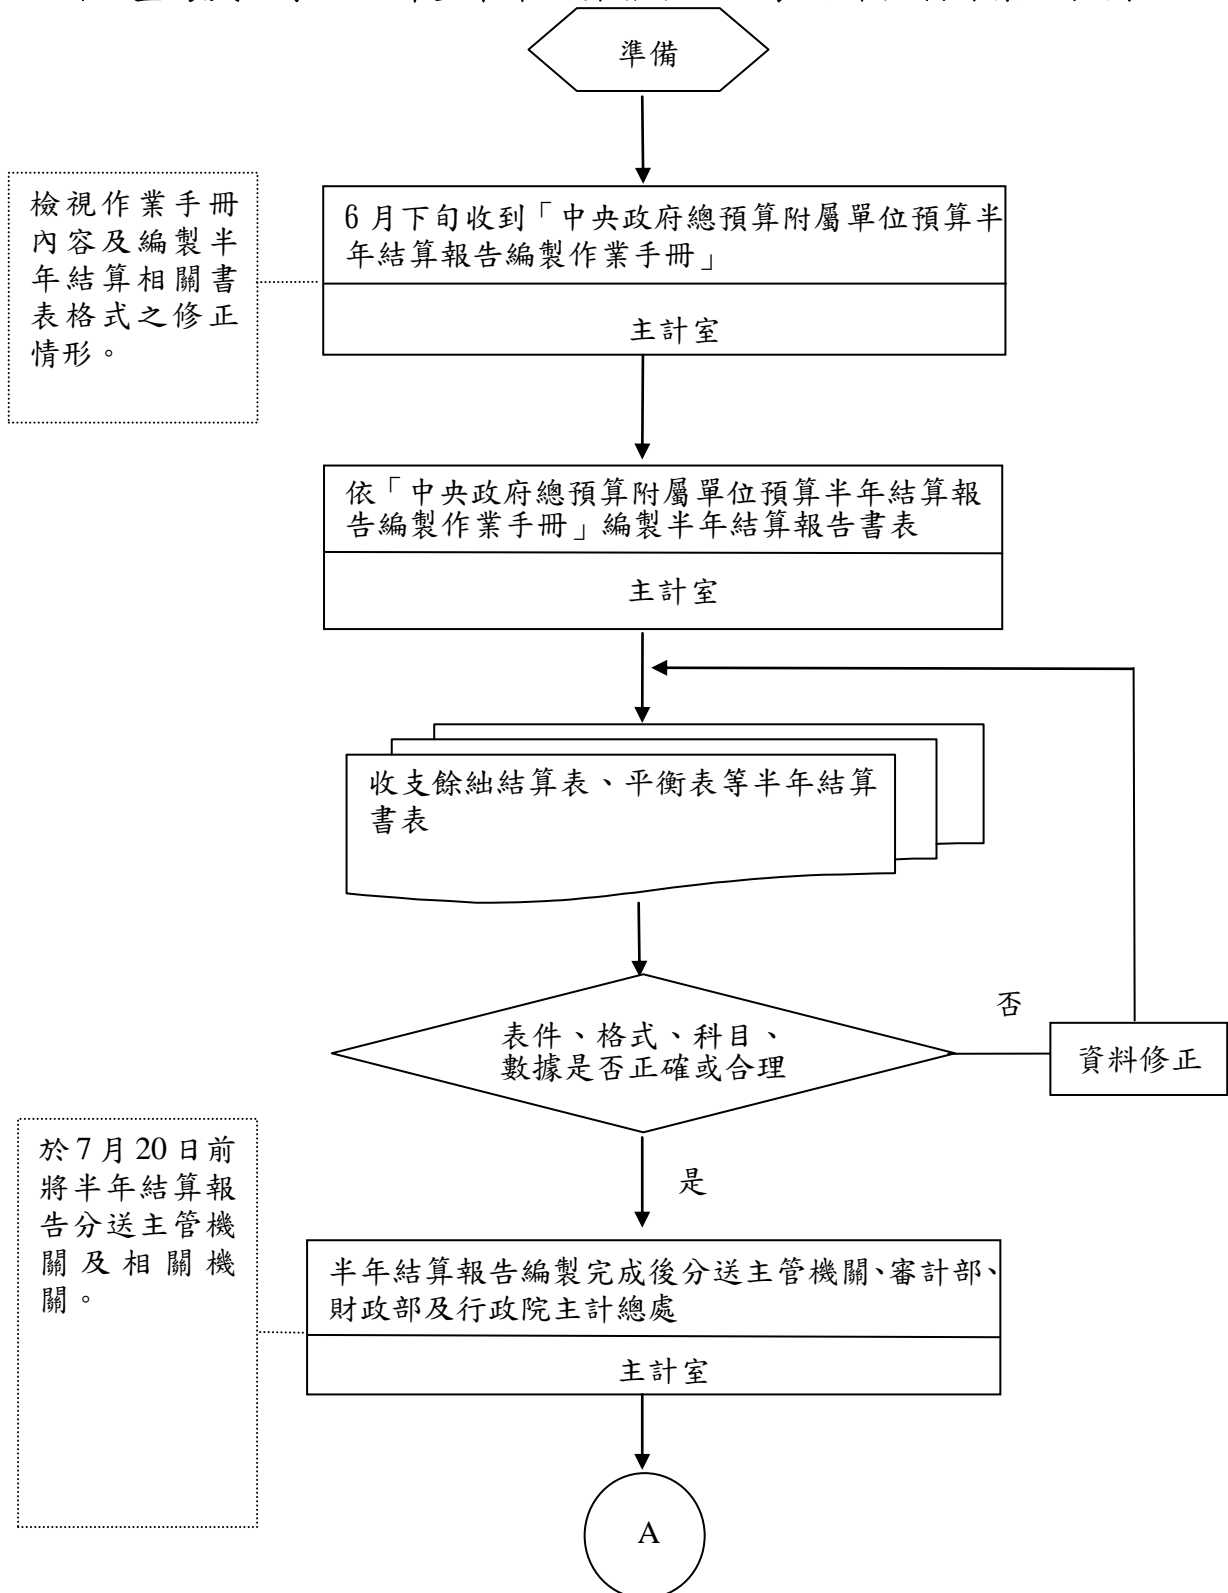 準備
檢視作業手冊
內容及編製半
年結算相關書
表格式之修正
情形。
6 月下旬收到「中央政府總預算附屬單位預算半
年結算報告編製作業手冊」
主計室
依「中央政府總預算附屬單位預算半年結算報
告編製作業手冊」編製半年結算報告書表
主計室
收支餘絀結算表、平衡表等半年結算
書表
表件、格式、科目、
數據是否正確或合理
否
資料修正
是
於 7 月 20 日前
將半年結算報
告分送主管機
關及相關機
關。
半年結算報告編製完成後分送主管機關、審計部、
財政部及行政院主計總處
主計室
A